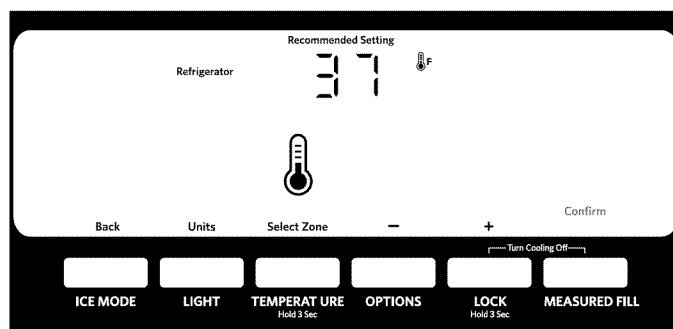 Recommended Setting
Refrigerator 37 F
Back Units Select Zone − + Confirm
Turn Cooling Off
ICE MODE LIGHT TEMPERAT URE OPTIONS LOCK MEASURED FILL
Hold 3 Sec Hold 3 Sec